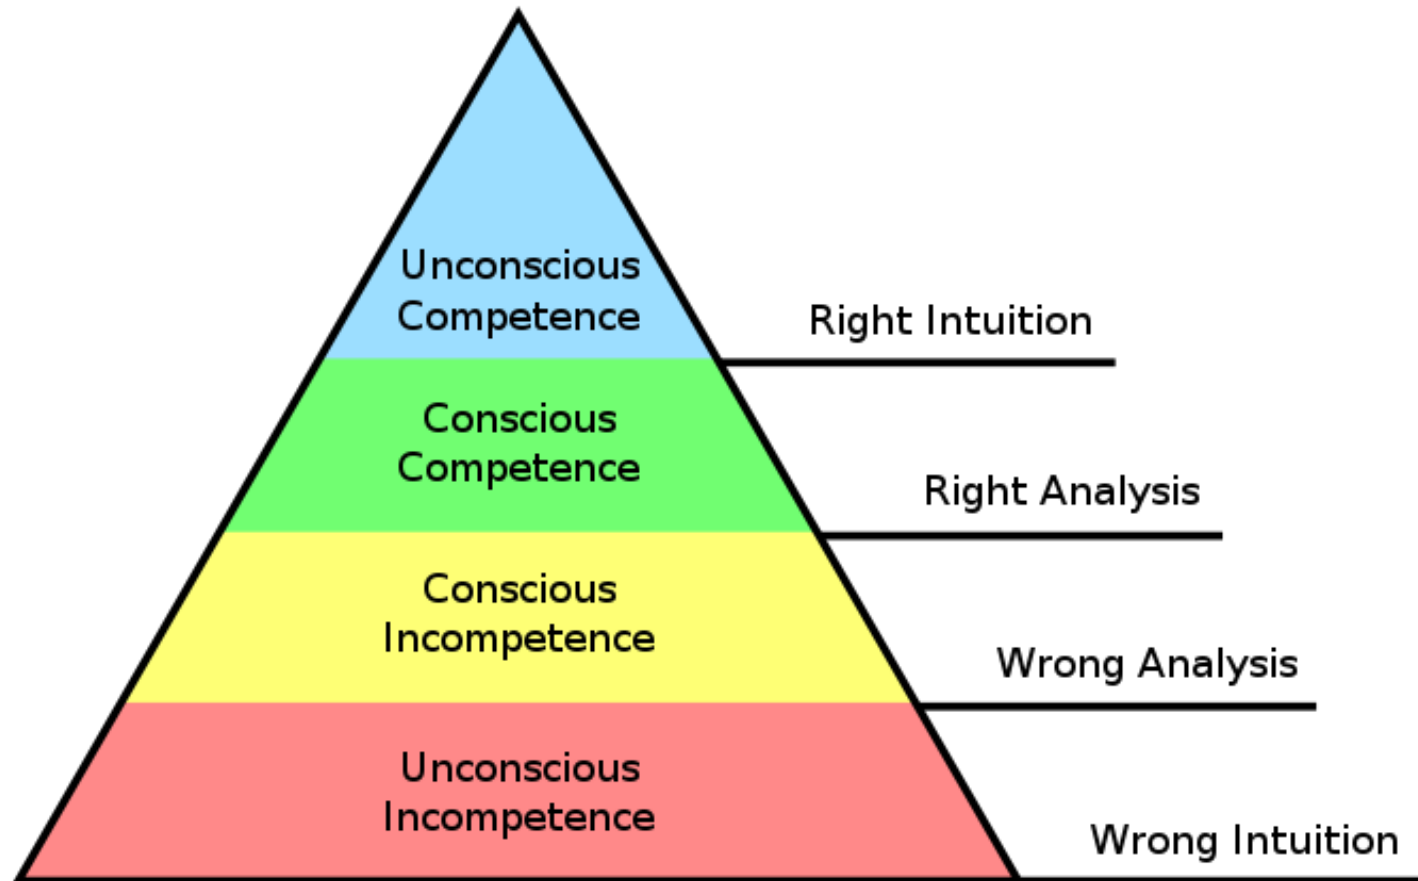 Unconscious
Competence
Right Intuition
Conscious
Competence
Right Analysis
Conscious
Incompetence
Wrong Analysis
Unconscious
Incompetence
Wrong Intuition